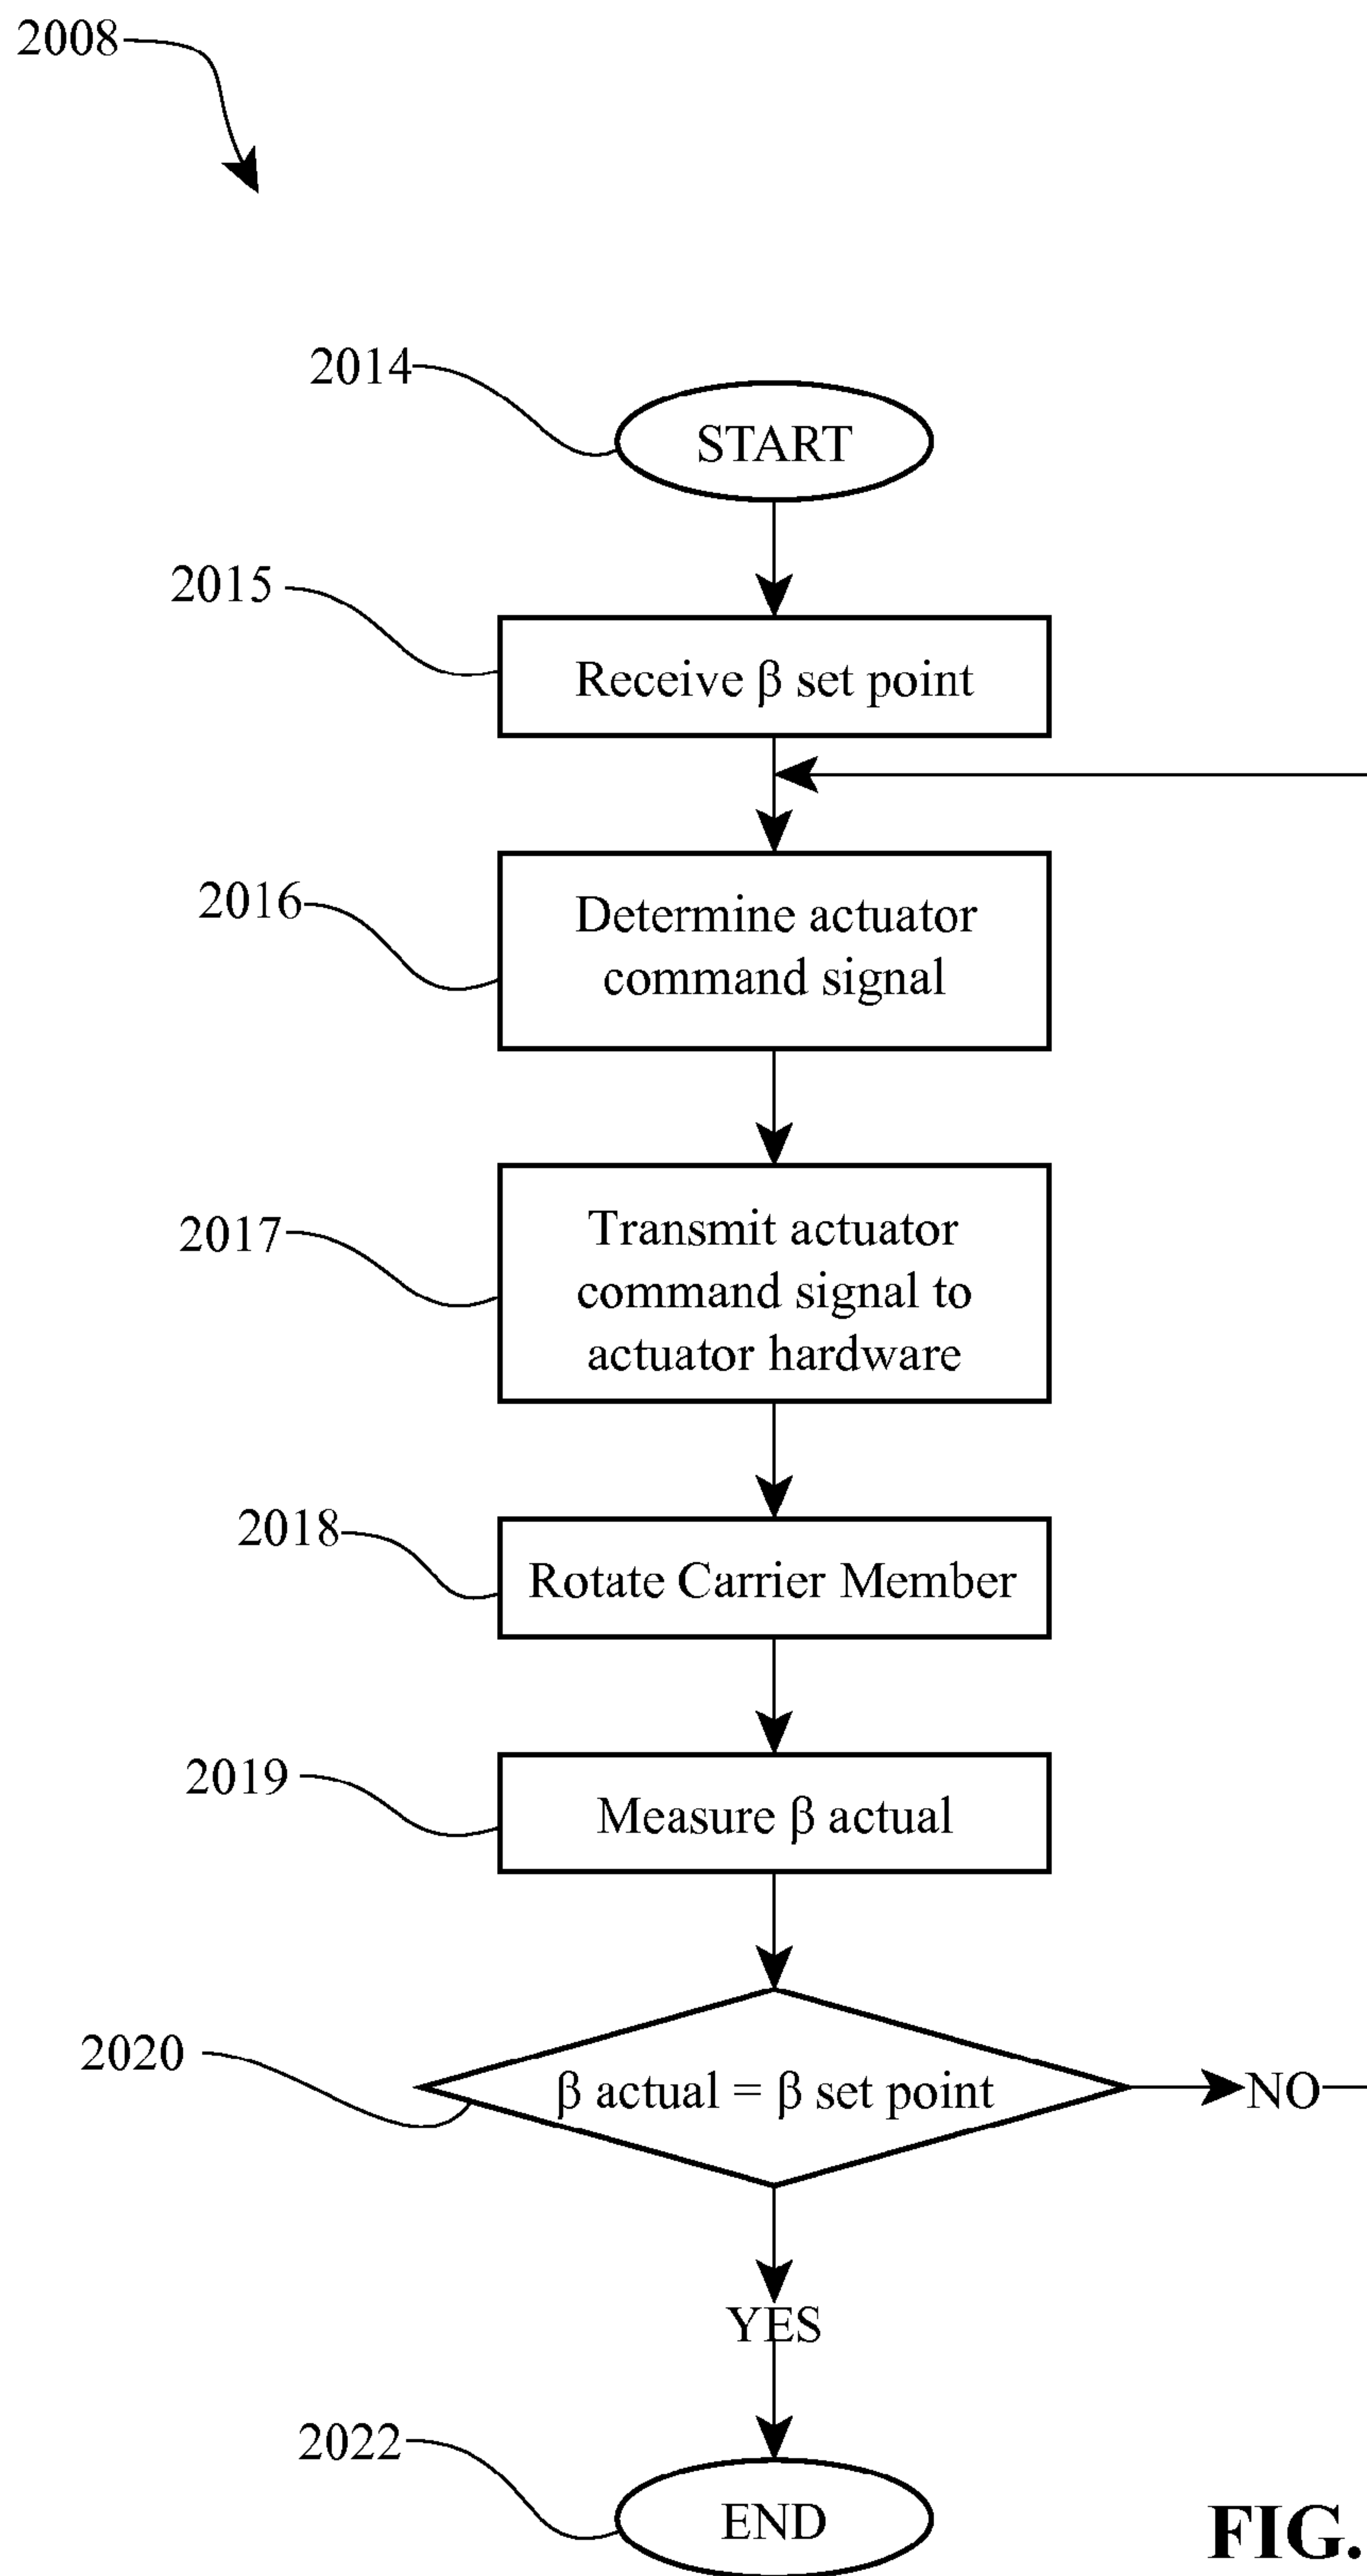 2008
2014
START
2015
Receive β set point
2016
Determine actuator
command signal
2017
Transmit actuator
command signal to
actuator hardware
2018
Rotate Carrier Member
2019
Measure β actual
2020
β actual = β set point
NO
YES
2022
END
FIG.